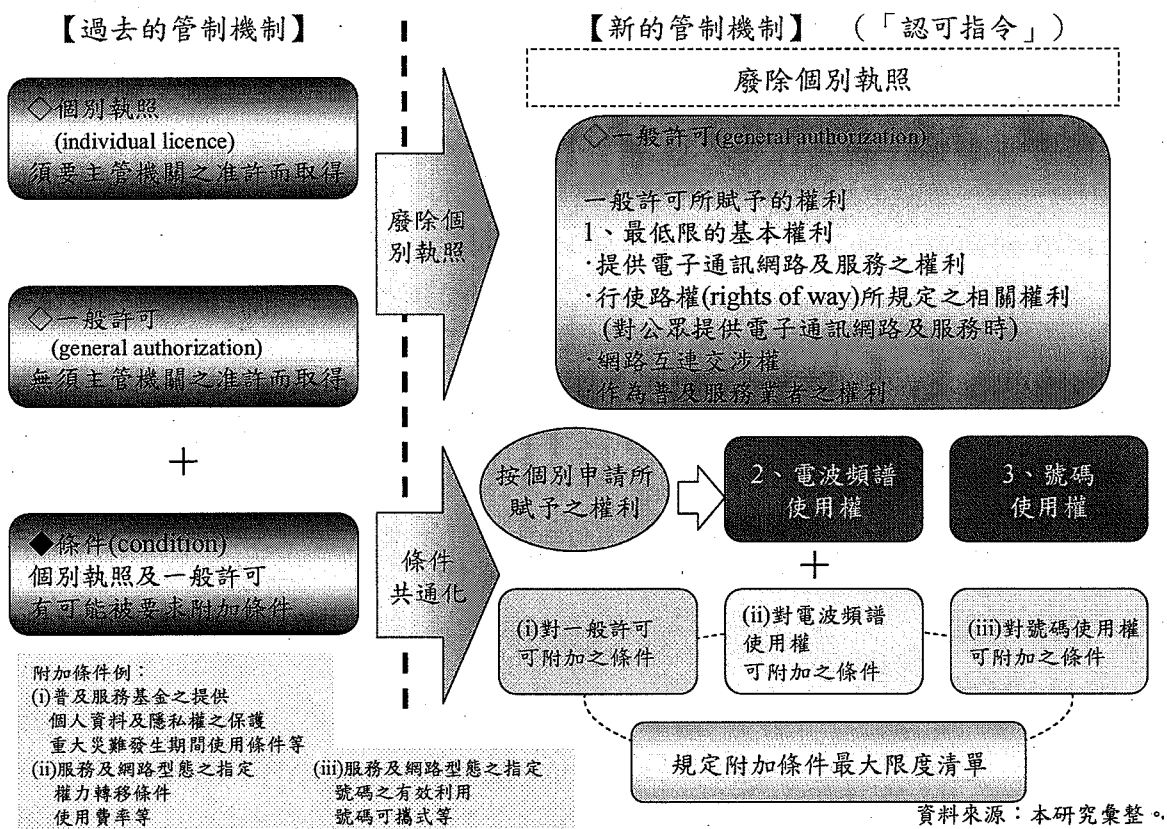 【過去的管制機制】
◇個別執照
(individual licence)
須要主管機關之准許而取得
◇一般許可
(general authorization)
無須主管機關之准許而取得
+
◆條件(condition)
個別執照及一般許可
有可能被要求附加條件
附加條件例：
(i)普及服務基金之提供
個人資料及隱私權之保護
重大災難發生期間使用條件等
(ii)服務及網路型態之指定
權力轉移條件
使用費率等
(iii)服務及網路型態之指定
號碼之有效利用
號碼可攜式等
廢除個
別執照
條件
共通化
【新的管制機制】 （「認可指令」）
廢除個別執照
◇一般許可(general authorization)
一般許可所賦予的權利
1、最低限的基本權利
·提供電子通訊網路及服務之權利
·行使路權(rights of way)所規定之相關權利
(對公眾提供電子通訊網路及服務時)
·網路互連交涉權
·作為普及服務業者之權利
按個別申請所
賦予之權利
2、電波頻譜
使用權
3、號碼
使用權
+
(i)對一般許可
可附加之條件
(ii)對電波頻譜
使用權
可附加之條件
(iii)對號碼使用權
可附加之條件
規定附加條件最大限度清單
資料來源：本研究彙整。